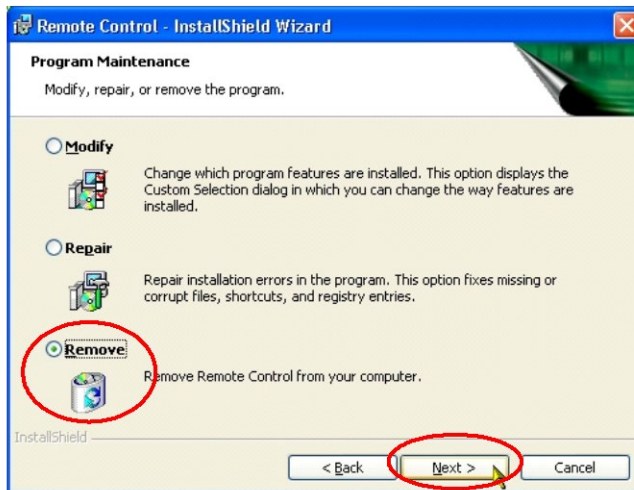 Remote Control - InstallShield Wizard
Program Maintenance
Modify, repair, or remove the program.
Modify
Change which program features are installed. This option displays the
Custom Selection dialog in which you can change the way features are
installed.
Repair
Repair installation errors in the program. This option fixes missing or
corrupt files, shortcuts, and registry entries.
Remove
Remove Remote Control from your computer.
InstallShield
< Back
Next >
Cancel